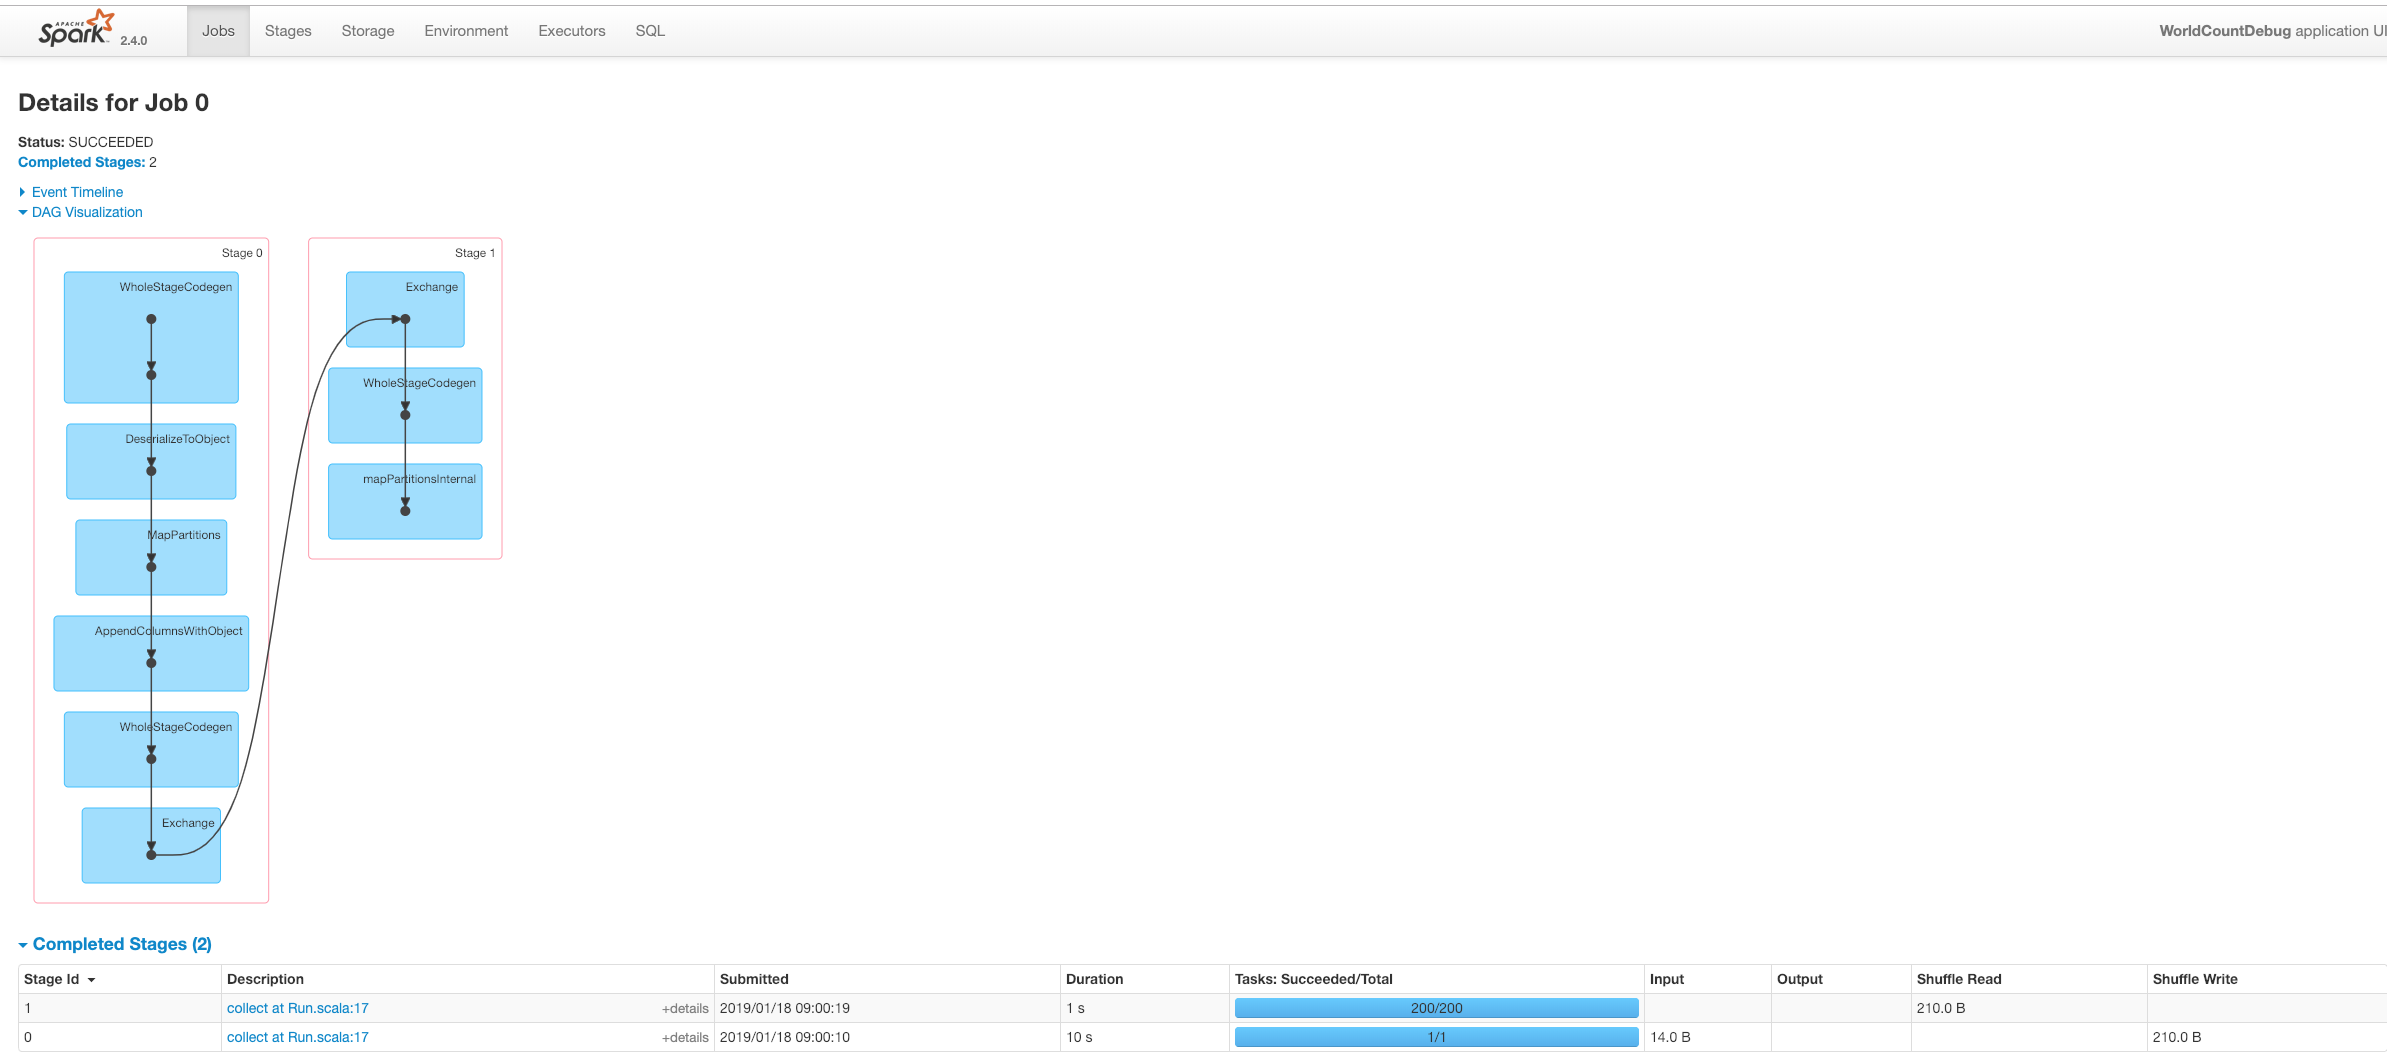 APACHE Spark 2.4.0 Jobs Stages Storage Environment Executors SQL WorldCountDebug application UI
Details for Job 0
Status: SUCCEEDED
Completed Stages: 2
Event Timeline
DAG Visualization
Stage 0
WholeStageCodegen
DeserializeToObject
MapPartitions
AppendColumnsWithObject
WholeStageCodegen
Exchange
Stage 1
Exchange
WholeStageCodegen
mapPartitionsInternal
Completed Stages (2)
Stage Id Description Submitted Duration Tasks: Succeeded/Total Input Output Shuffle Read Shuffle Write
1 collect at Run.scala:17 +details 2019/01/18 09:00:19 1 s 200/200 210.0 B
0 collect at Run.scala:17 +details 2019/01/18 09:00:10 10 s 1/1 14.0 B 210.0 B